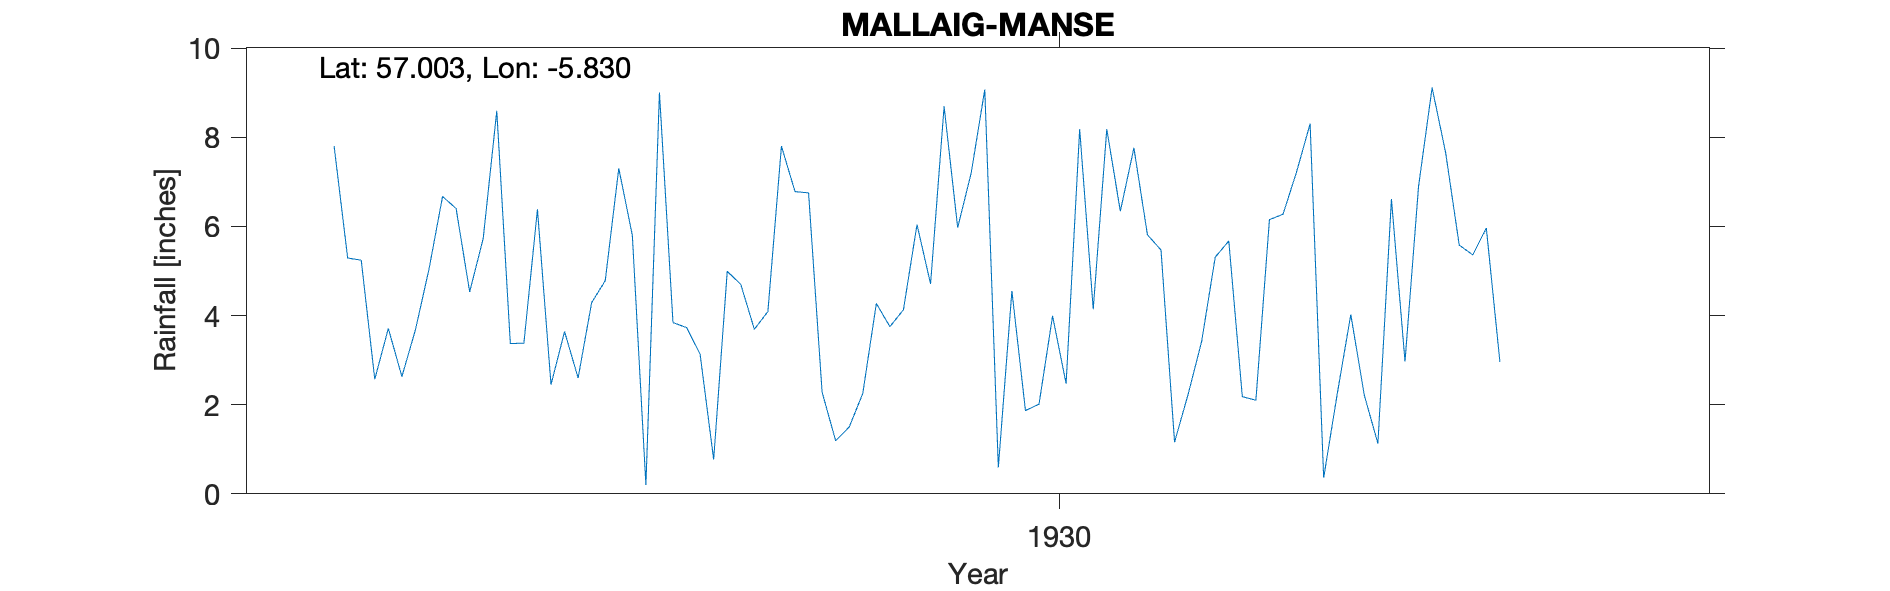 MALLAIG-MANSE
Lat: 57.003, Lon: -5.830
Rainfall [inches]
10
8
6
4
2
0
1930
Year